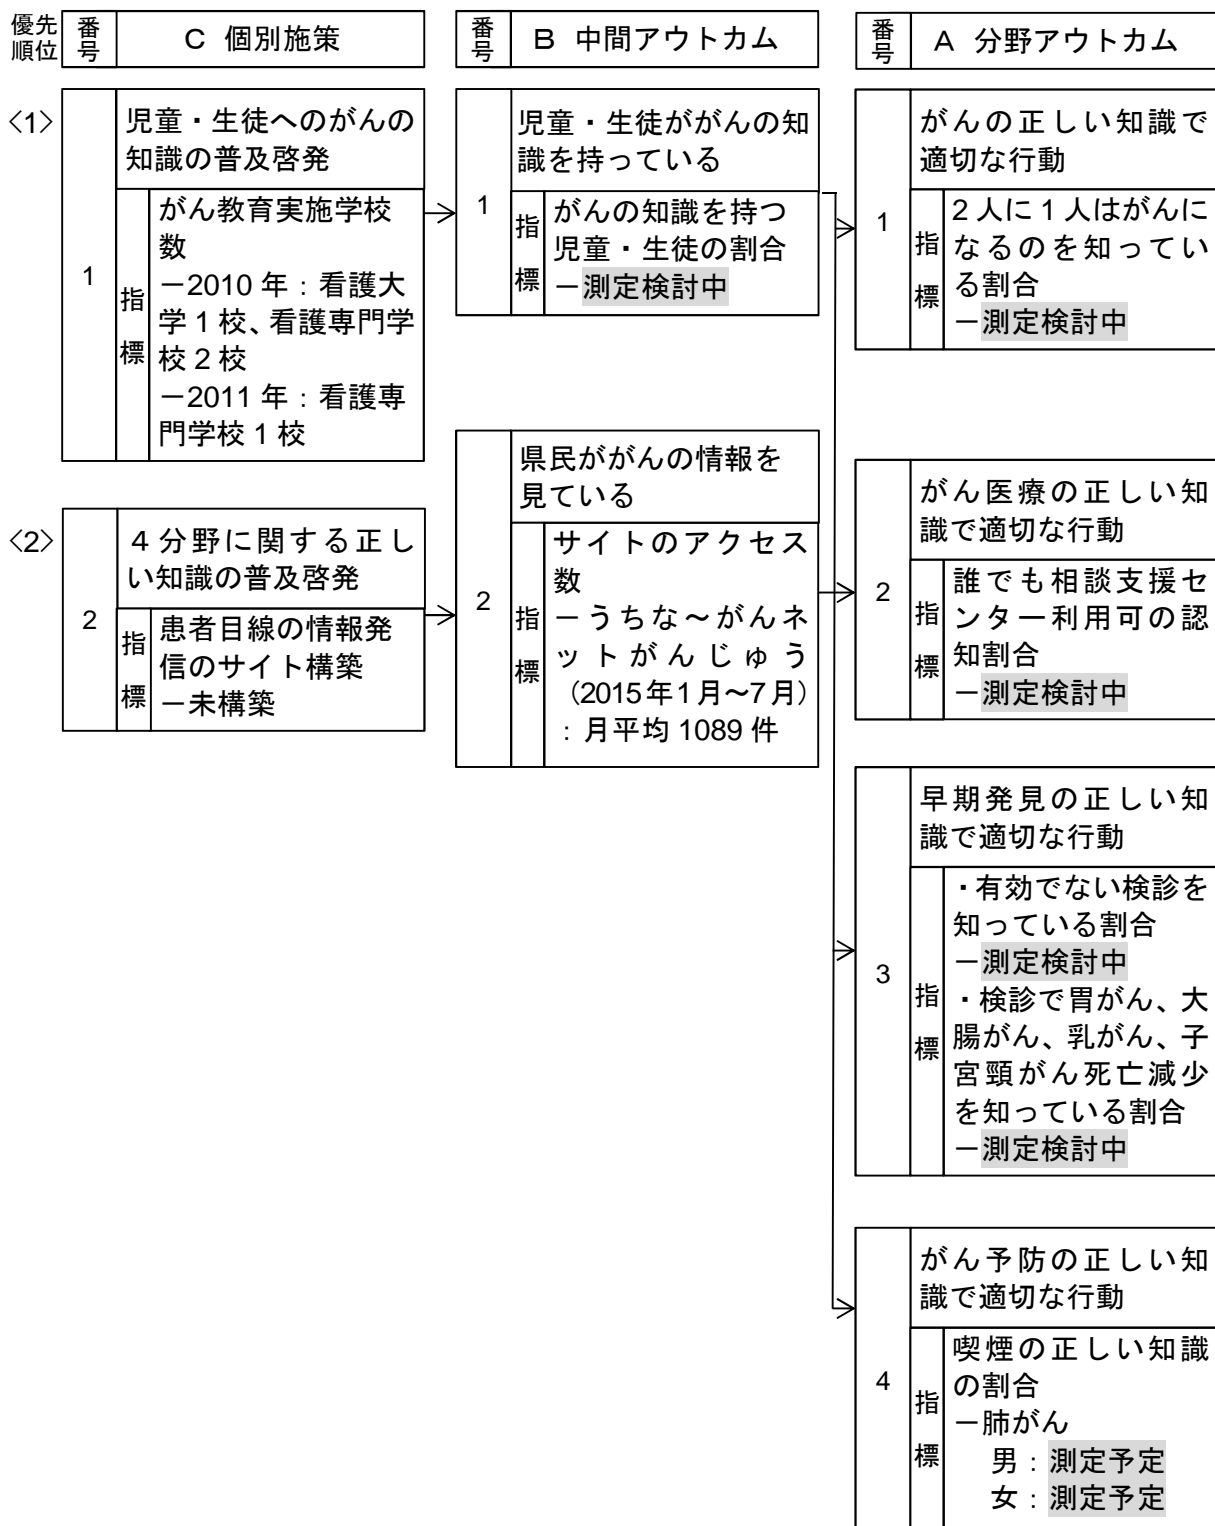 優先
順位
番
号
C 個別施策
番
号
B 中間アウトカム
番
号
A 分野アウトカム
<1>
1
児童・生徒へのがんの
知識の普及啓発
指
標
がん教育実施学校
数
－2010 年：看護大
学 1 校、看護専門学
校 2 校
－2011 年：看護専
門学校 1 校
<2>
2
４分野に関する正し
い知識の普及啓発
指
標
患者目線の情報発
信のサイト構築
－未構築
1
児童・生徒ががんの知
識を持っている
指
標
がんの知識を持つ
児童・生徒の割合
－測定検討中
2
県民ががんの情報を
見ている
指
標
サイトのアクセス
数
－うちな～がんネ
ットがんじゅう
（2015年1月～7月）
：月平均 1089 件
1
がんの正しい知識で
適切な行動
指
標
2 人に 1 人はがんに
なるのを知ってい
る割合
－測定検討中
2
がん医療の正しい知
識で適切な行動
指
標
誰でも相談支援セ
ンター利用可の認
知割合
－測定検討中
3
早期発見の正しい知
識で適切な行動
指
標
・有効でない検診を
知っている割合
－測定検討中
・検診で胃がん、大
腸がん、乳がん、子
宮頸がん死亡減少
を知っている割合
－測定検討中
4
がん予防の正しい知
識で適切な行動
指
標
喫煙の正しい知識
の割合
－肺がん
男：測定予定
女：測定予定